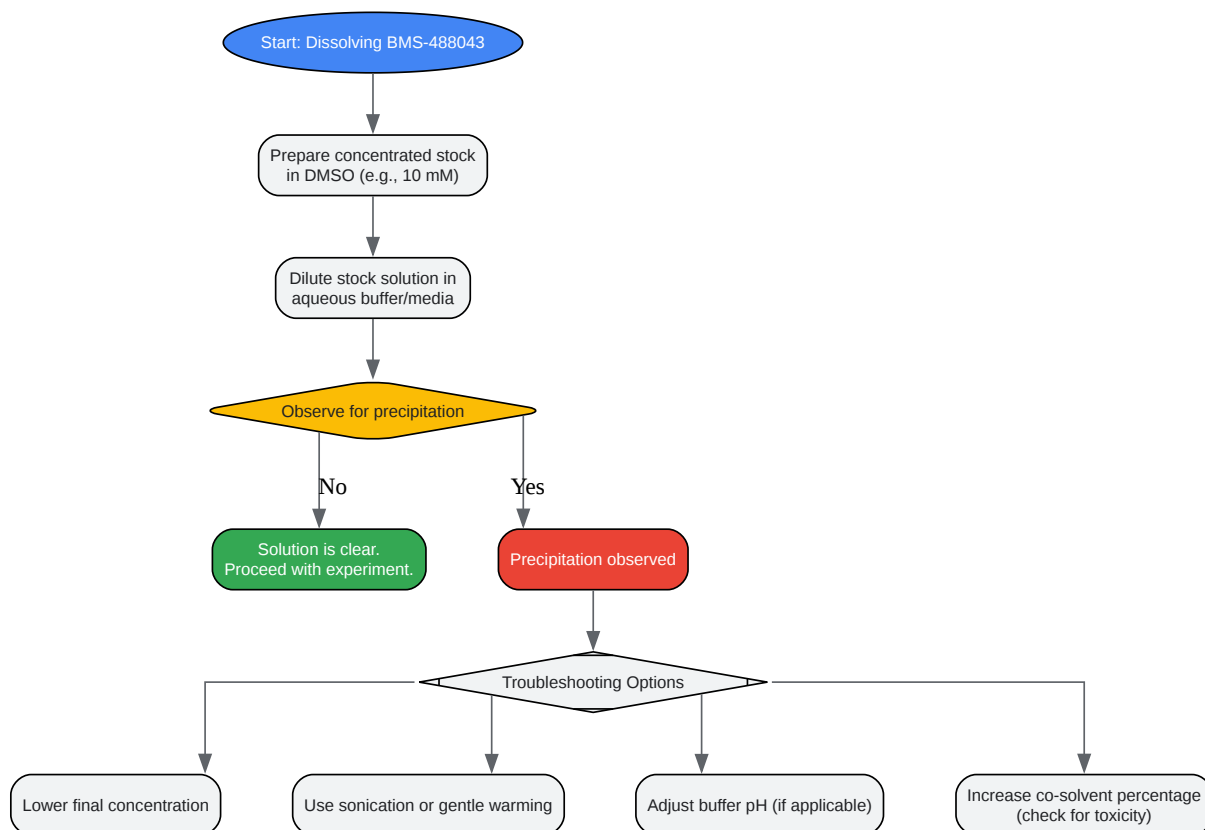 Start: Dissolving BMS-488043
Prepare concentrated stock
in DMSO (e.g., 10 mM)
Dilute stock solution in
aqueous buffer/media
Observe for precipitation
No
Yes
Solution is clear.
Proceed with experiment.
Precipitation observed
Troubleshooting Options
Lower final concentration
Use sonication or gentle warming
Adjust buffer pH (if applicable)
Increase co-solvent percentage
(check for toxicity)